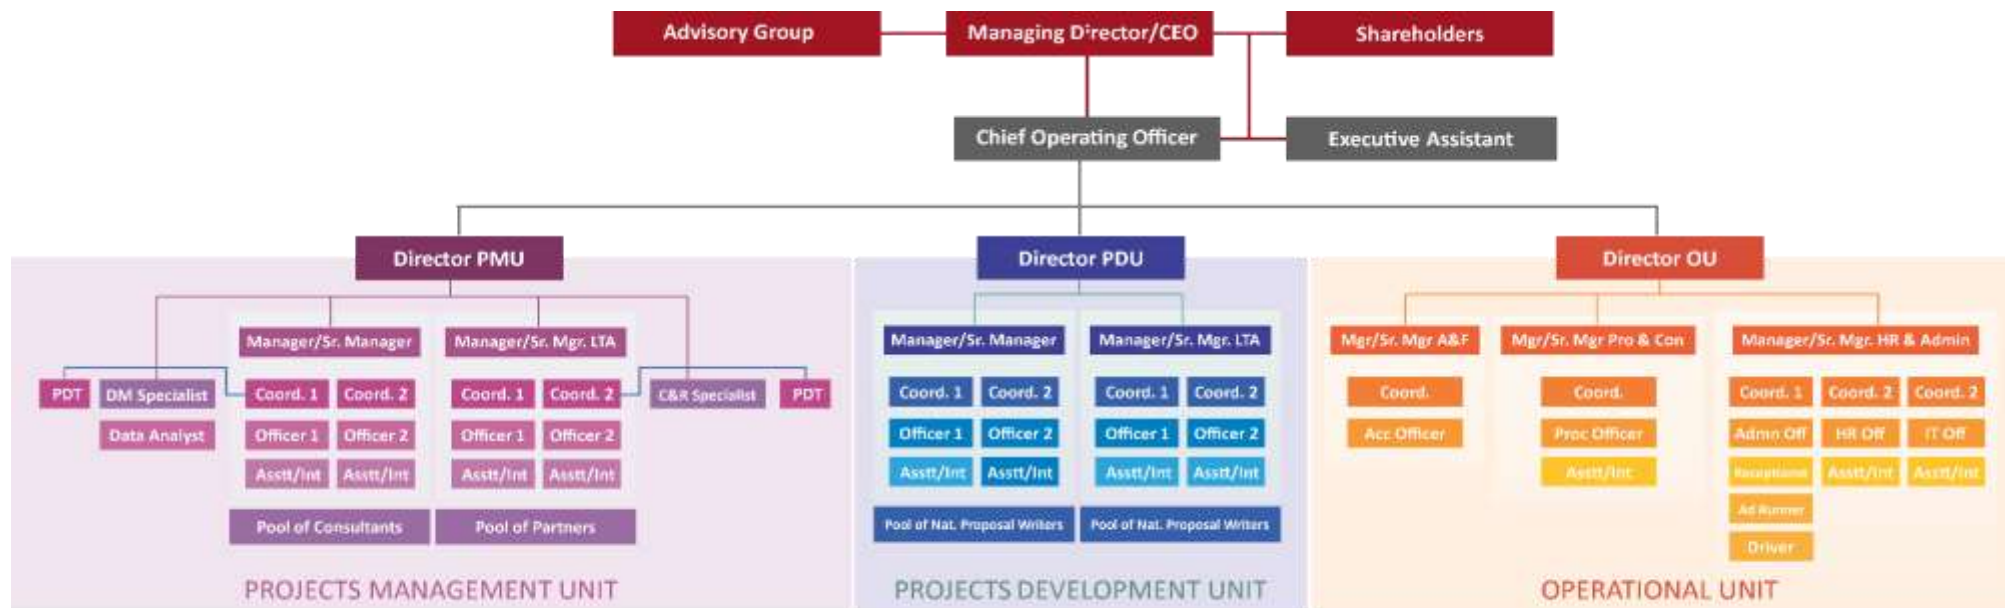 Advisory Group
Managing Director/CEO
Shareholders
Chief Operating Officer
Executive Assistant
Director PMU
Director PDU
Director OU
Manager/Sr. Manager
Manager/Sr. Mgr. LTA
PDT
DM Specialist
Coord. 1
Coord. 2
Coord. 1
Coord. 2
C&R Specialist
PDT
Data Analyst
Officer 1
Officer 2
Officer 1
Officer 2
Asstt/Int
Asstt/Int
Asstt/Int
Asstt/Int
Pool of Consultants
Pool of Partners
PROJECTS MANAGEMENT UNIT
Manager/Sr. Manager
Manager/Sr. Mgr. LTA
Coord. 1
Coord. 2
Coord. 1
Coord. 2
Officer 1
Officer 2
Officer 1
Officer 2
Asstt/Int
Asstt/Int
Asstt/Int
Asstt/Int
Pool of Nat. Proposal Writers
Pool of Nat. Proposal Writers
PROJECTS DEVELOPMENT UNIT
Mgr/Sr. Mgr A&F
Mgr/Sr. Mgr Pro & Con
Manager/Sr. Mgr. HR & Admin
Coord.
Coord.
Coord. 1
Coord. 2
Coord. 2
Acc Officer
Proc Officer
Admn Off
HR Off
IT Off
Asstt/Int
Asstt/Int
Asstt/Int
Ad Runner
Driver
OPERATIONAL UNIT